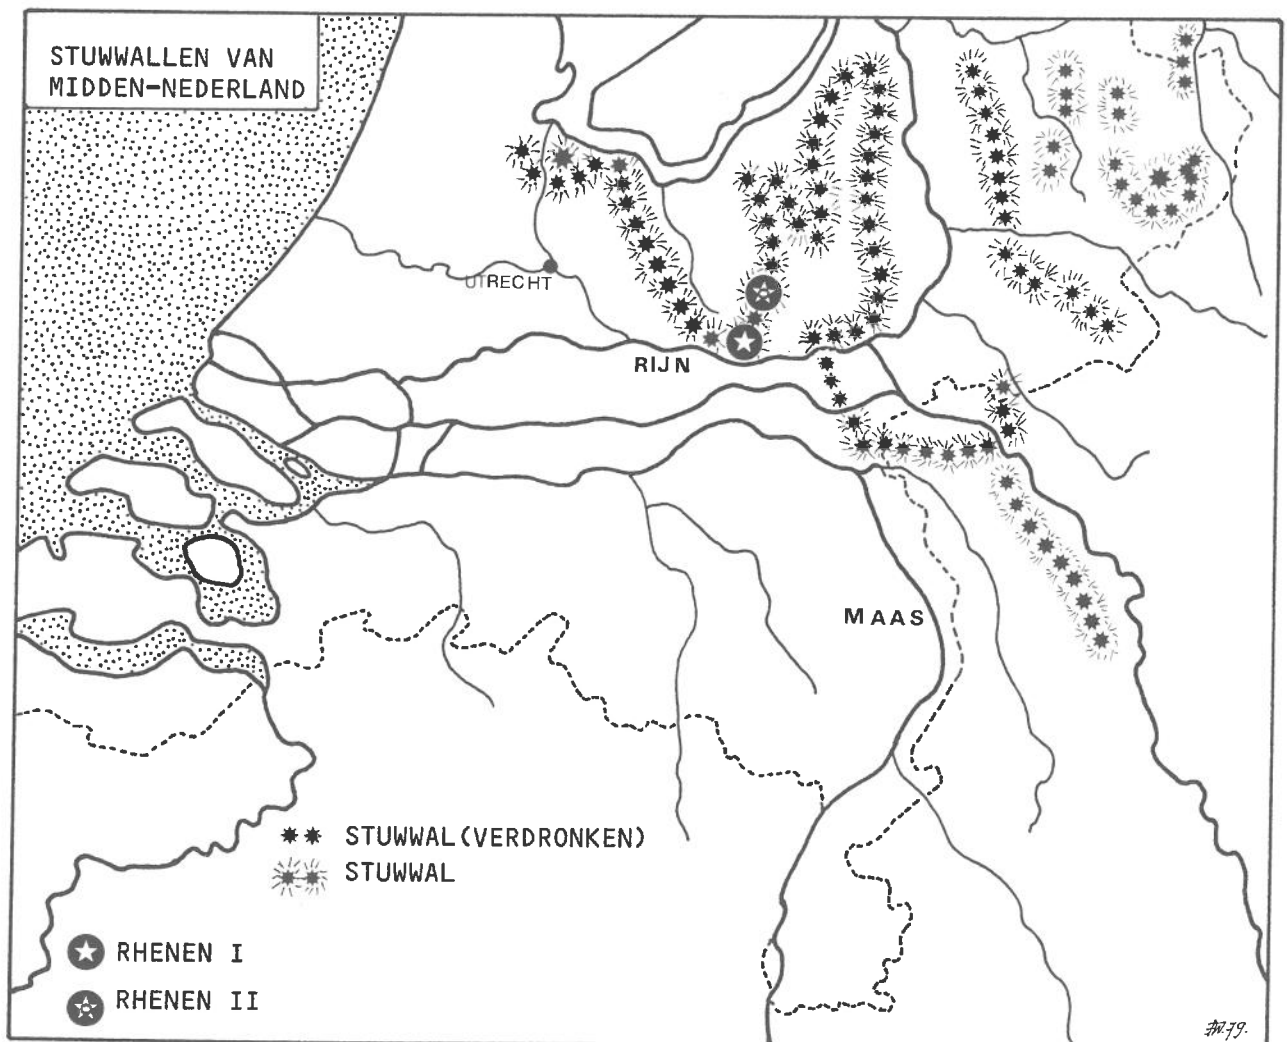 STUWWALLEN VAN
MIDDEN-NEDERLAND
UTRECHT
RIJN
MAAS
STUWWAL(VERDRONKEN)
STUWWAL
RHENEN I
RHENEN II